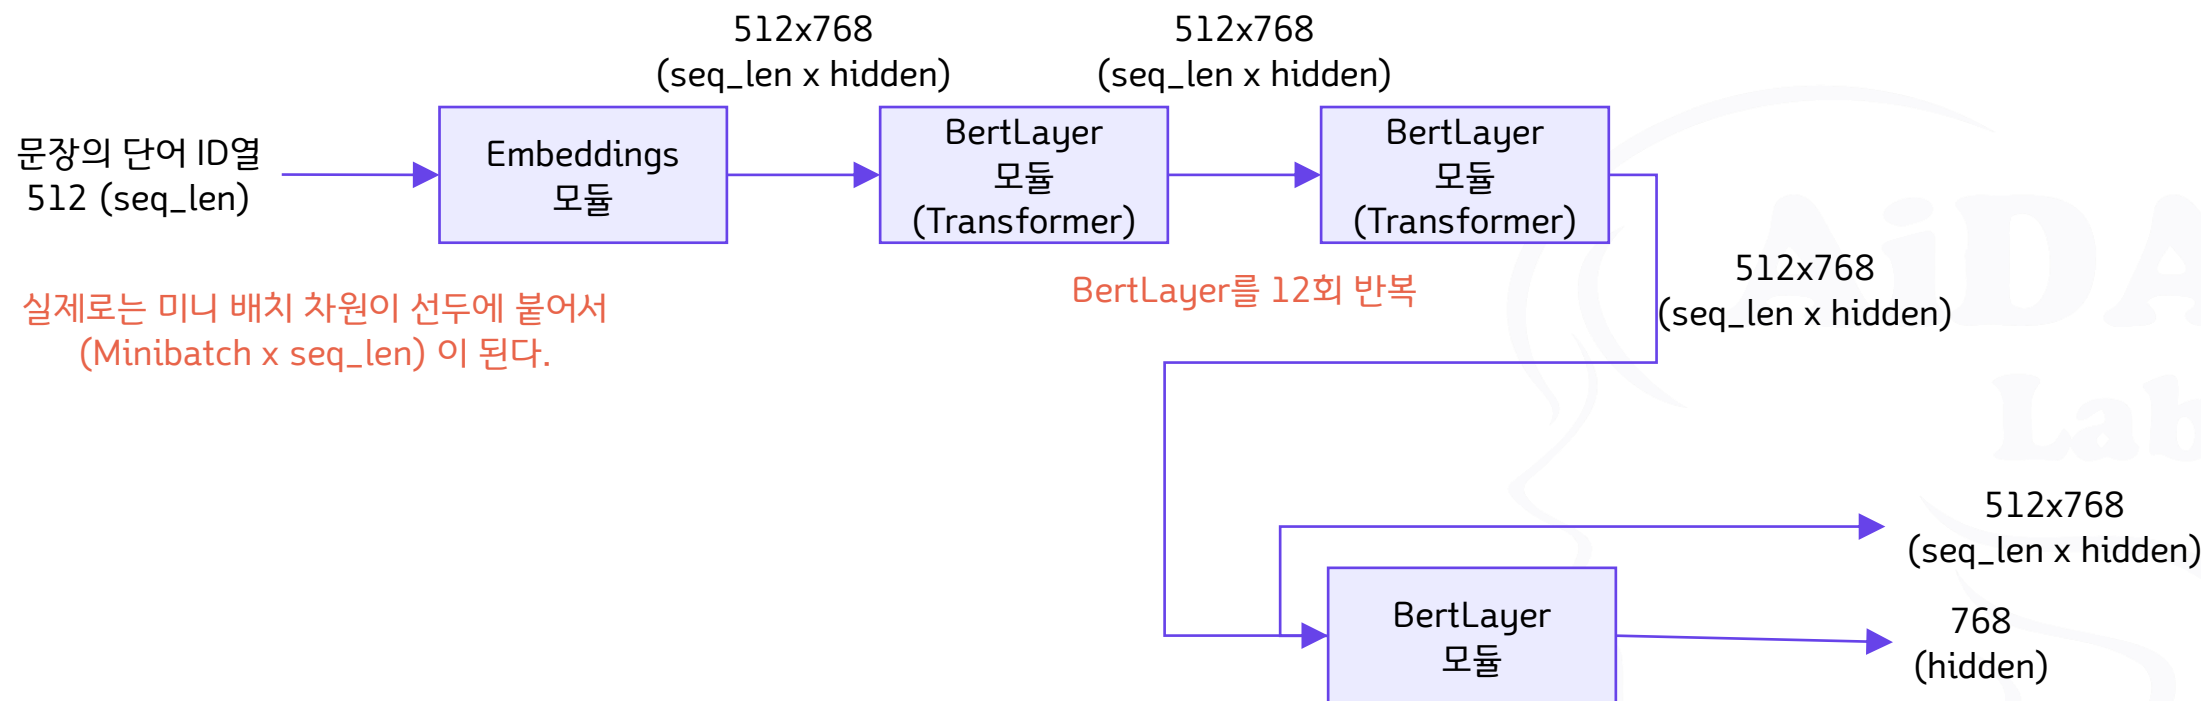 512x768
(seq_len x hidden)
512x768
(seq_len x hidden)
문장의 단어 ID열
512 (seq_len)
Embeddings
모듈
BertLayer
모듈
(Transformer)
BertLayer
모듈
(Transformer)
512x768
(seq_len x hidden)
실제로는 미니 배치 차원이 선두에 붙어서
(Minibatch x seq_len) 이 된다.
BertLayer를 12회 반복
512x768
(seq_len x hidden)
BertLayer
모듈
768
(hidden)
AiDA
Lab